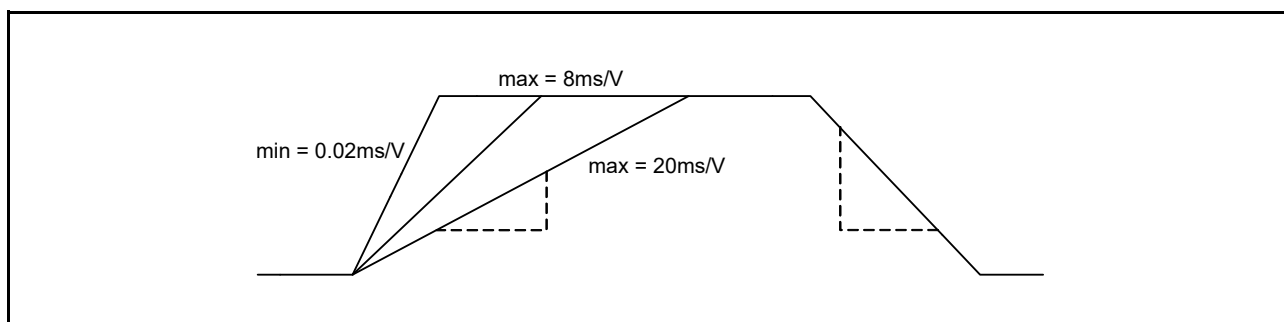 max = 8ms/V
min = 0.02ms/V
max = 20ms/V